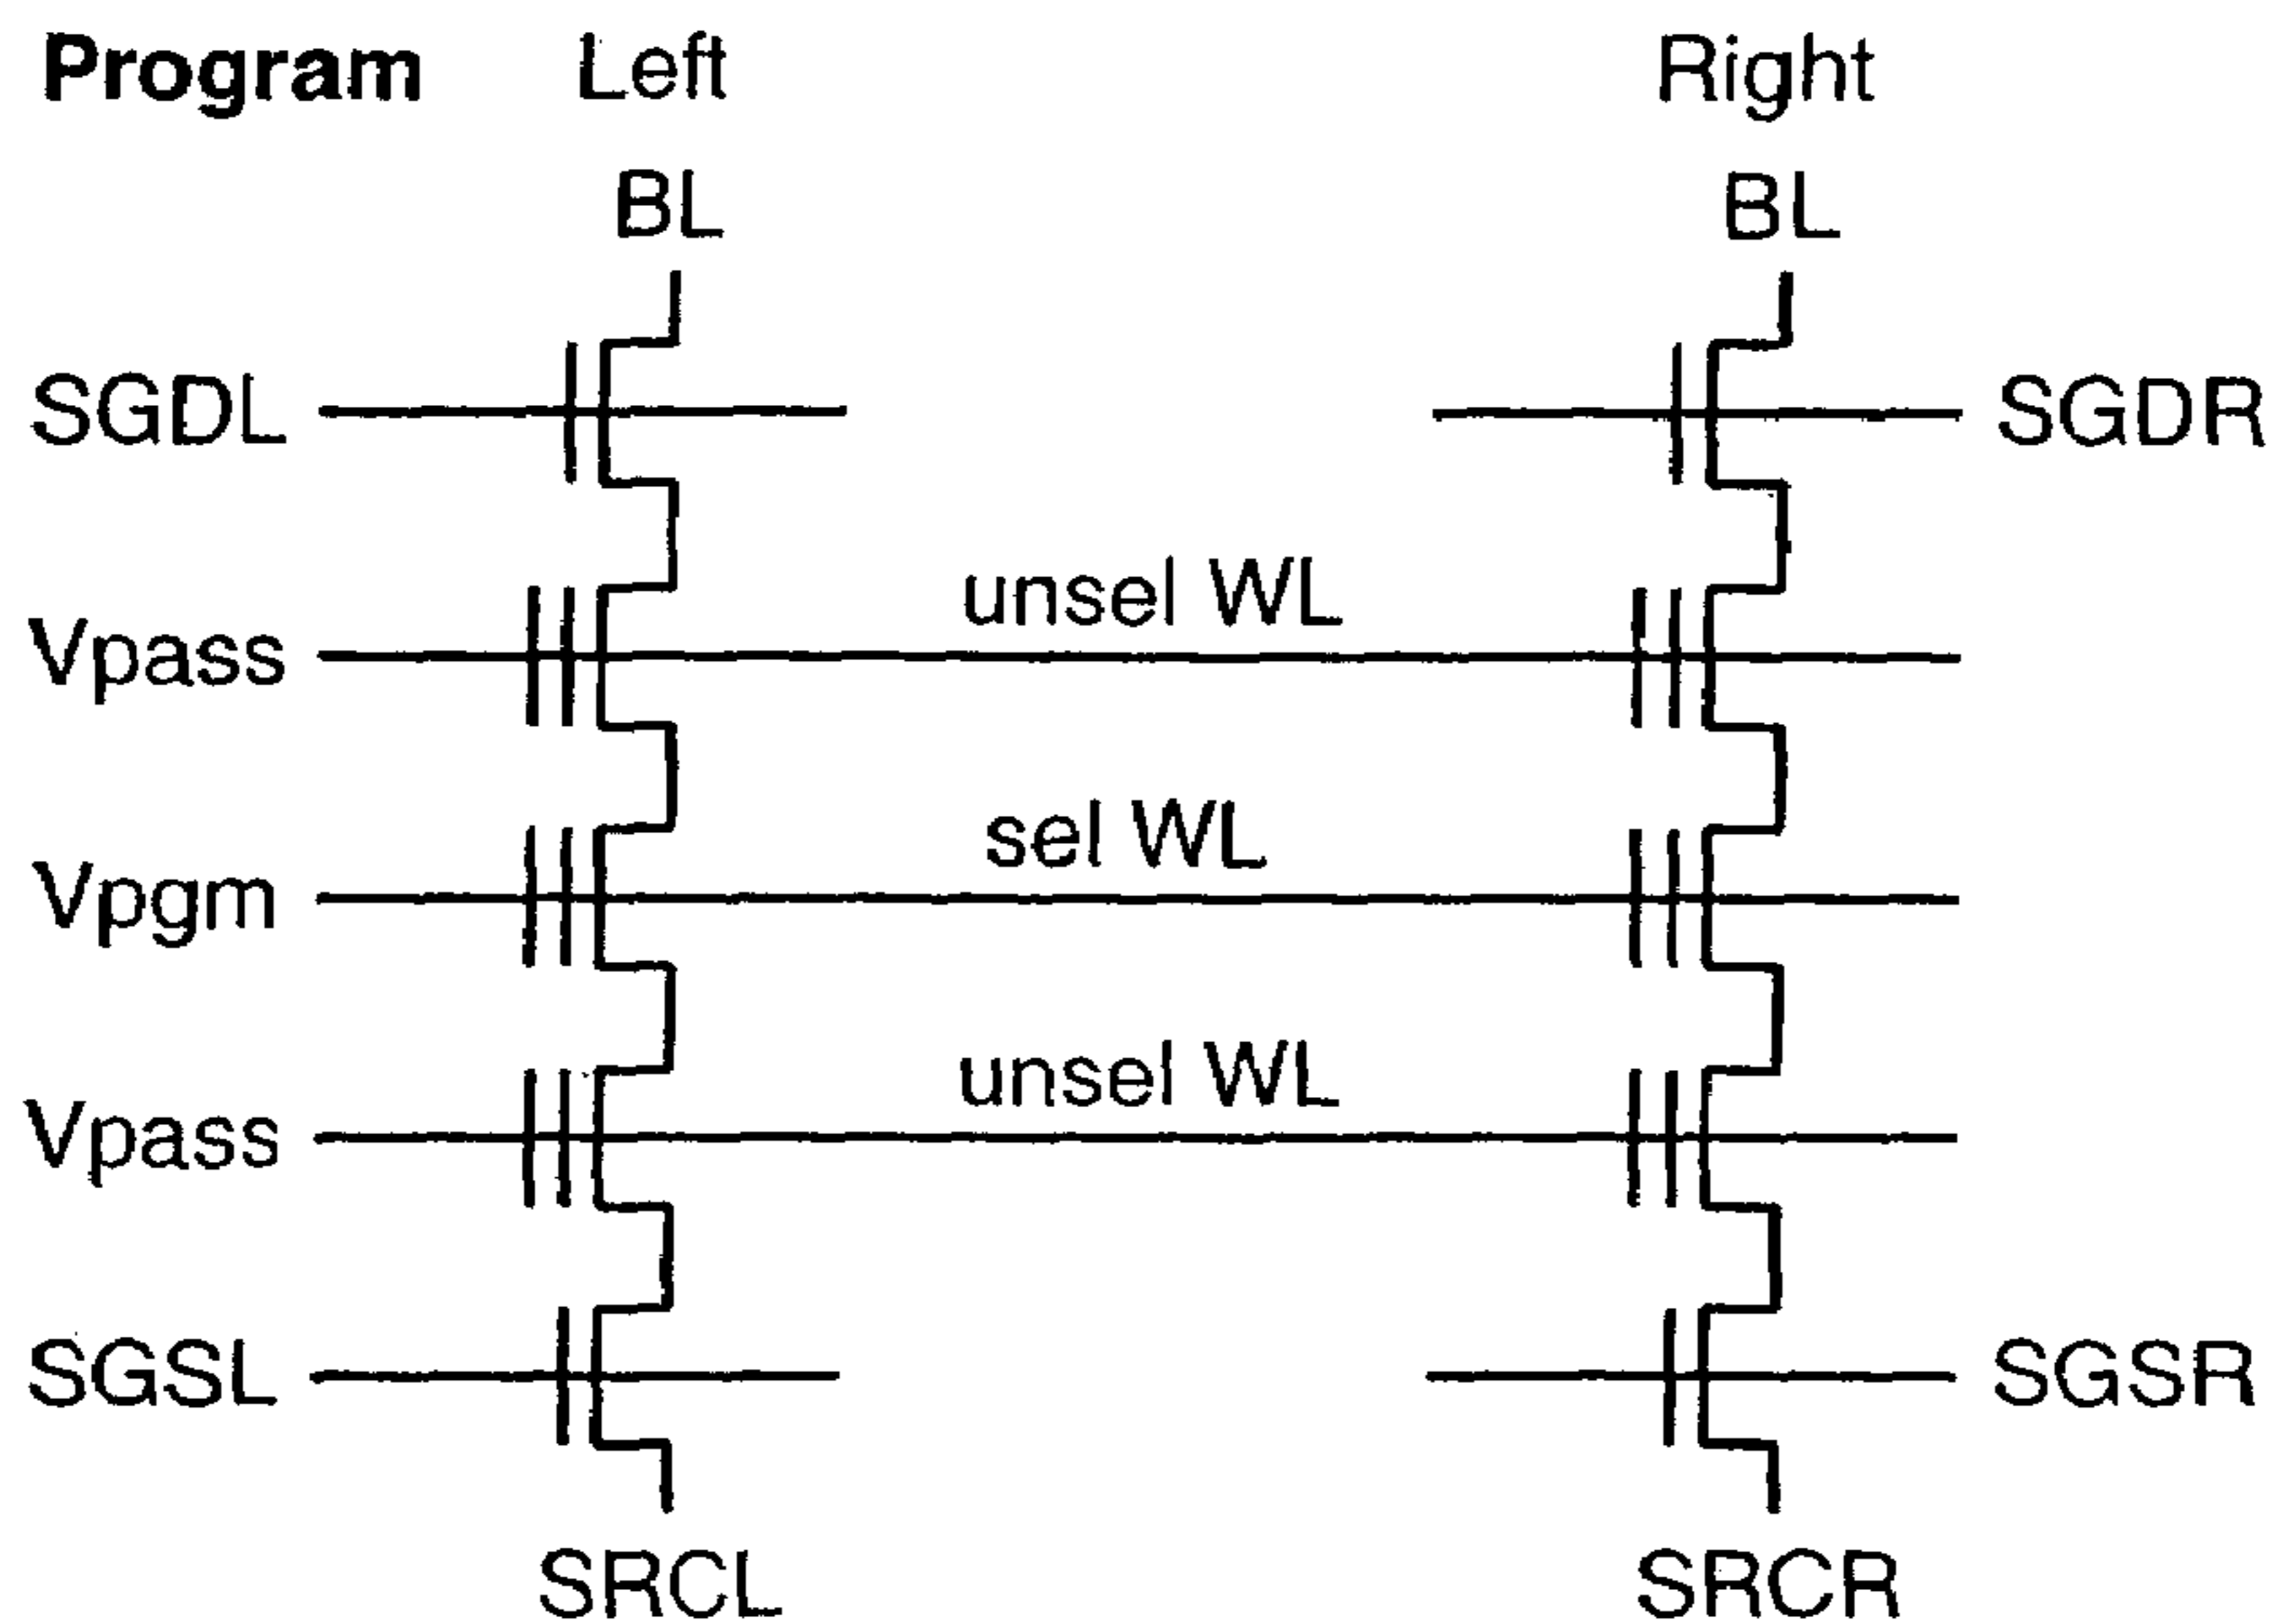 Program Left Right
BL BL
SGDL SGDR
unsel WL
Vpass
sel WL
Vpgm
unsel WL
Vpass
SGSL SGSR
SRCL SRCR